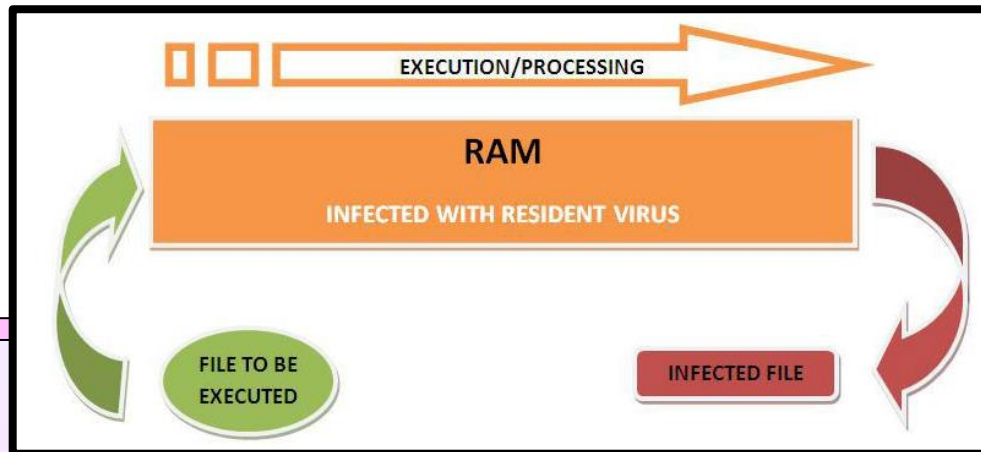 EXECUTION/PROCESSING
RAM
INFECTED WITH RESIDENT VIRUS
FILE TO BE
EXECUTED
INFECTED FILE